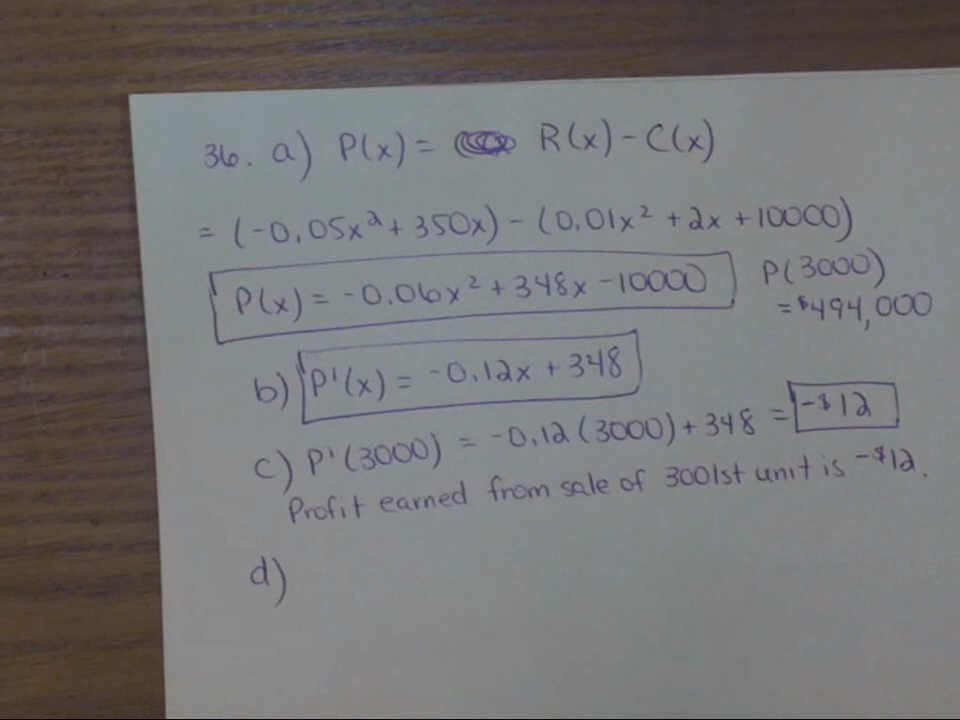 36. a) P(x) = R(x) - C(x)
= (-0.05x² + 350x) - (0.01x² + 2x + 10000)
P(x) = -0.06x² + 348x - 10000
P(3000)
= $494,000
b) P'(x) = -0.12x + 348
c) P'(3000) = -0.12(3000) + 348 = -$12
Profit earned from sale of 3001st unit is -$12.
d)